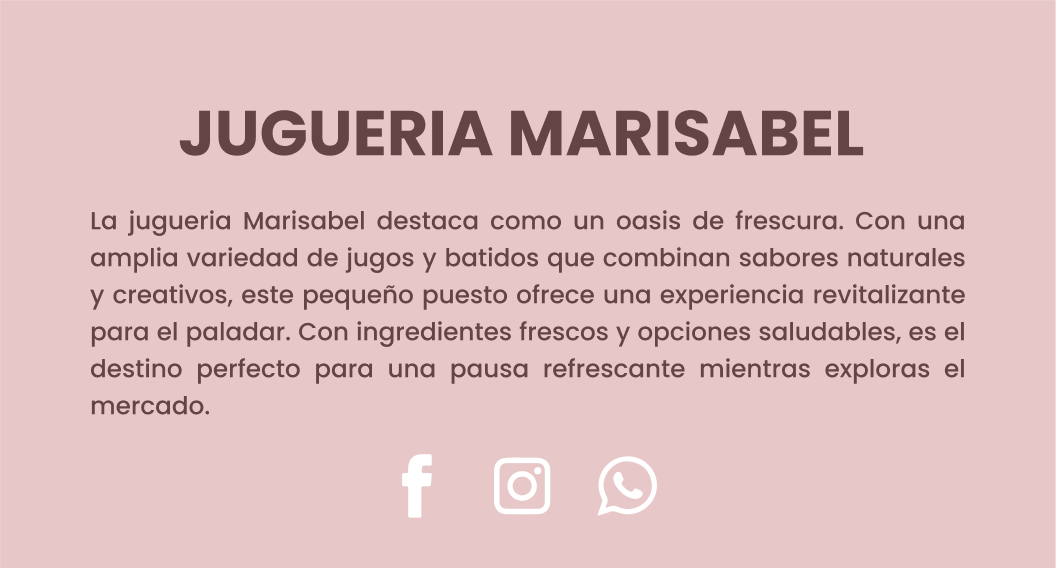 JUGUERIA MARISABEL
La jugueria Marisabel destaca como un oasis de frescura. Con una
amplia variedad de jugos y batidos que combinan sabores naturales
y creativos, este pequeño puesto ofrece una experiencia revitalizante
para el paladar. Con ingredientes frescos y opciones saludables, es el
destino perfecto para una pausa refrescante mientras exploras el
mercado.